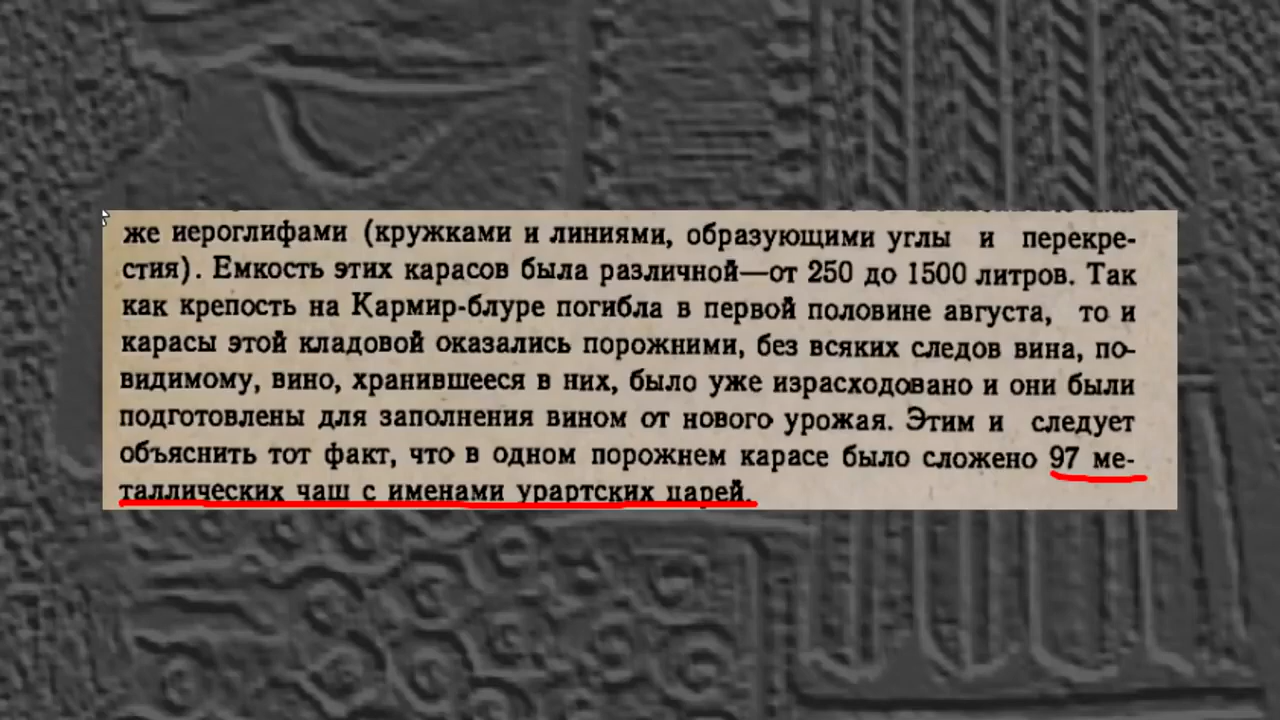 же иероглифами (кружками и линиями, образующими углы и перекре-
стия). Емкость этих карасов была различной—от 250 до 1500 литров. Так
как крепость на Кармир-блуре погибла в первой половине августа, то и
карасы этой кладовой оказались порожними, без всяких следов вина, по-
видимому, вино, хранившееся в них, было уже израсходовано и они были
подготовлены для заполнения вином от нового урожая. Этим и следует
объяснить тот факт, что в одном порожнем карасе было сложено 97 ме-
таллических чаш с именами урартских царей.